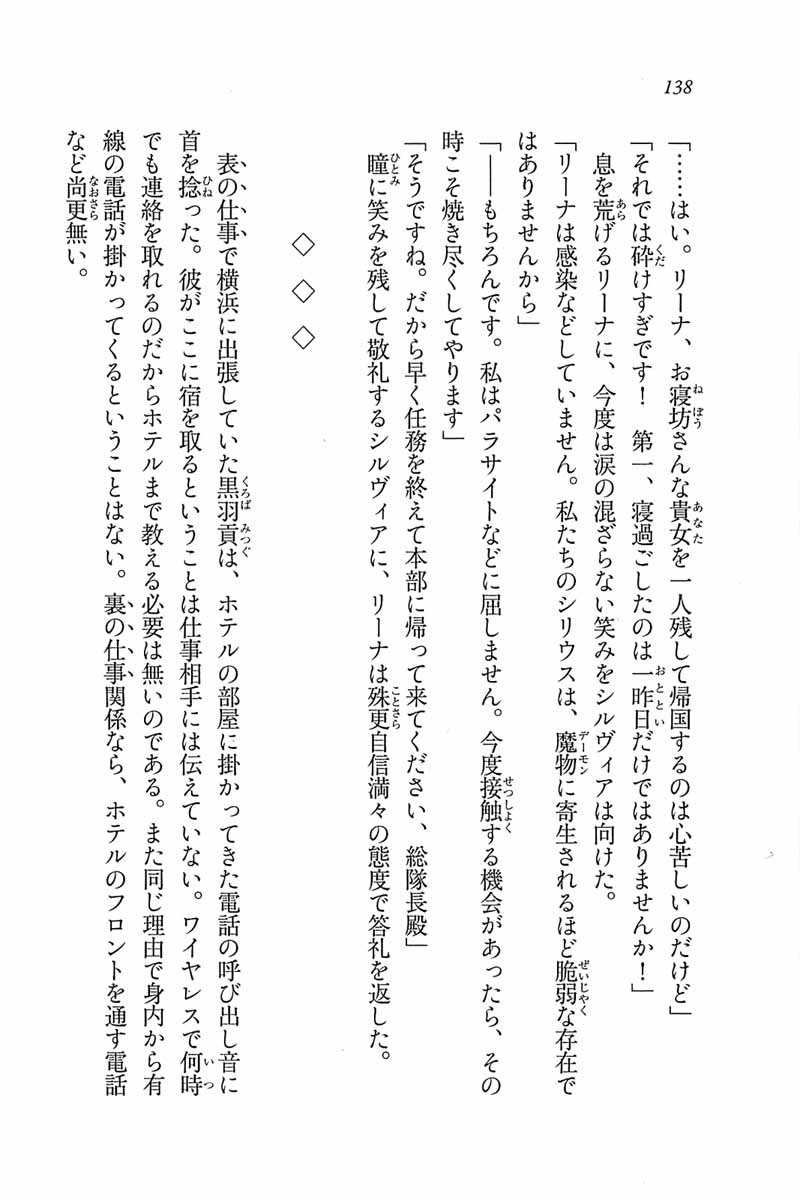 138
「……はい。リーナ、お寝坊さんな貴女を一人残して帰国するのは心苦しいのだけど」
「それでは砕けすぎです！　第一、寝過ごしたのは一昨日だけではありませんか！」
　息を荒げるリーナに、今度は涙の混ざらない笑みをシルヴィアは向けた。
「リーナは感染などしていません。私たちのシリウスは、魔物に寄生されるほど脆弱な存在で
はありませんから」
「──もちろんです。私はパラサイトなどに屈しません。今度接触する機会があったら、その
時こそ焼き尽くしてやります」
「そうですね。だから早く任務を終えて本部に帰って来てください、総隊長殿」
　瞳に笑みを残して敬礼するシルヴィアに、リーナは殊更自信満々の態度で答礼を返した。
◇　◇　◇
　表の仕事で横浜に出張していた黒羽貢は、ホテルの部屋に掛かってきた電話の呼び出し音に
首を捻った。彼がここに宿を取るということは仕事相手には伝えていない。ワイヤレスで何時
でも連絡を取れるのだからホテルまで教える必要は無いのである。また同じ理由で身内から有
線の電話が掛かってくるということはない。裏の仕事関係なら、ホテルのフロントを通す電話
など尚更無い。